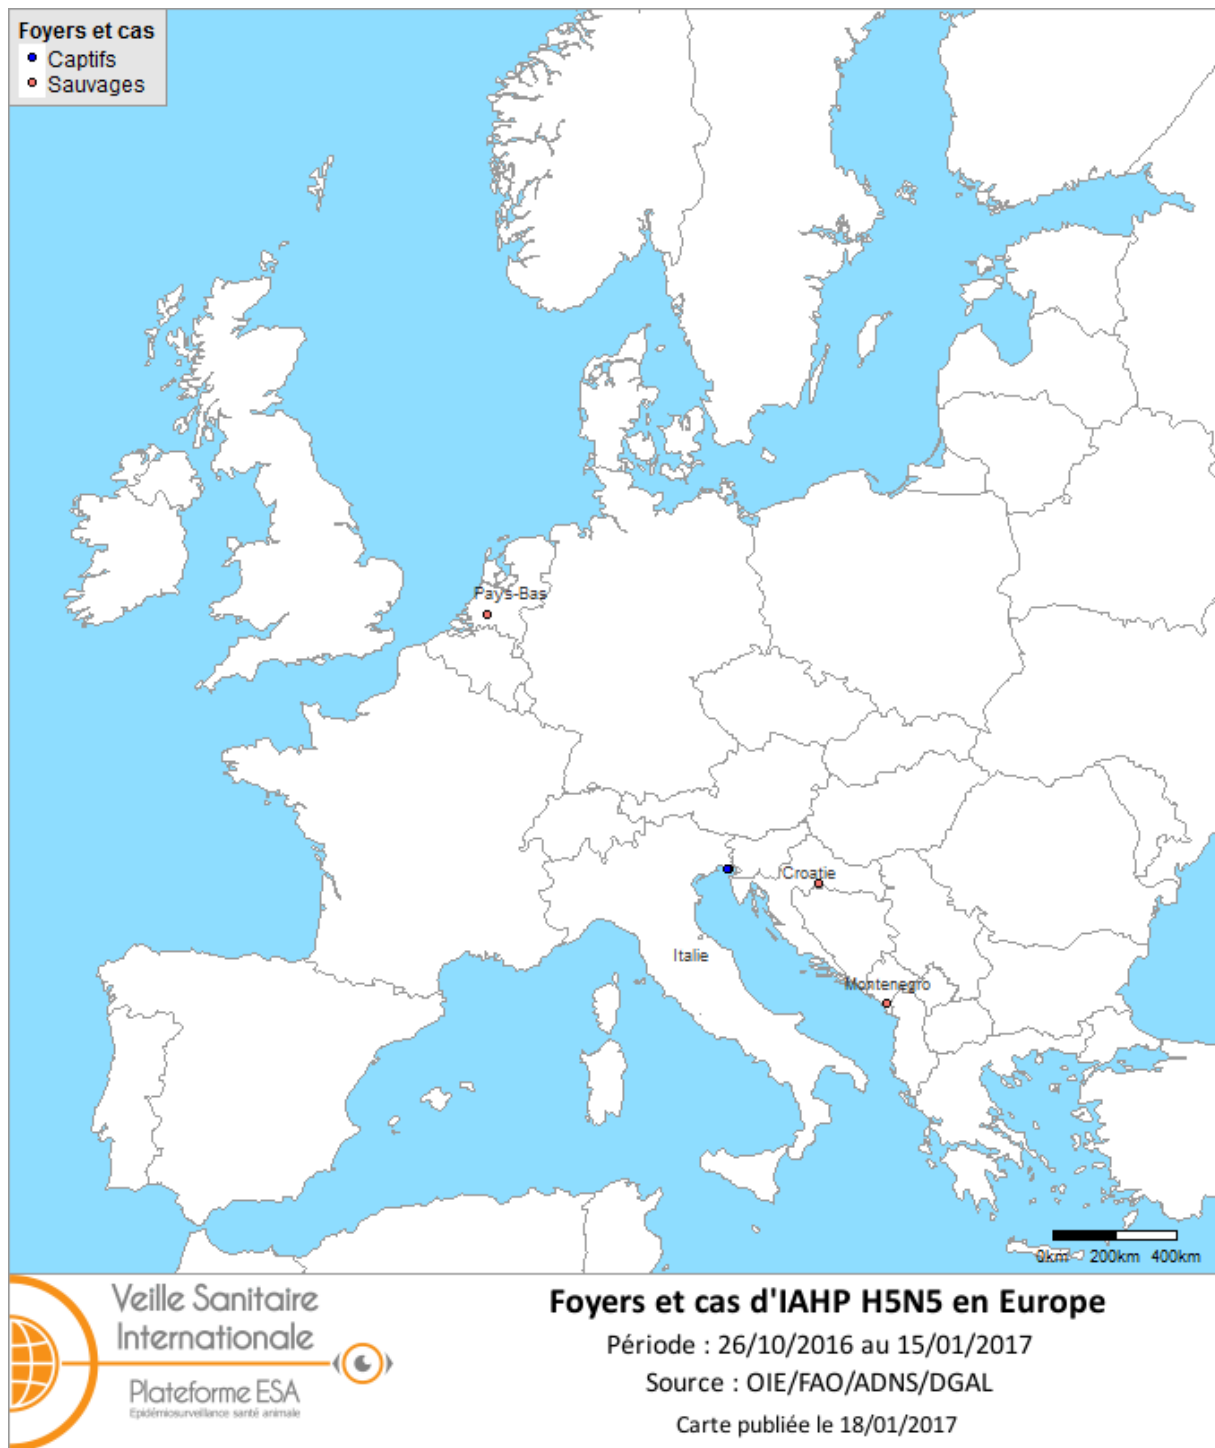 Foyers et cas
Captifs
Sauvages
Pays-Bas
Croatie
Italie
Montenegro
0km 200km 400km
Veille Sanitaire
Internationale
Plateforme ESA
Epidémiosurveillance santé animale
Foyers et cas d'IAHP H5N5 en Europe
Période : 26/10/2016 au 15/01/2017
Source : OIE/FAO/ADNS/DGAL
Carte publiée le 18/01/2017